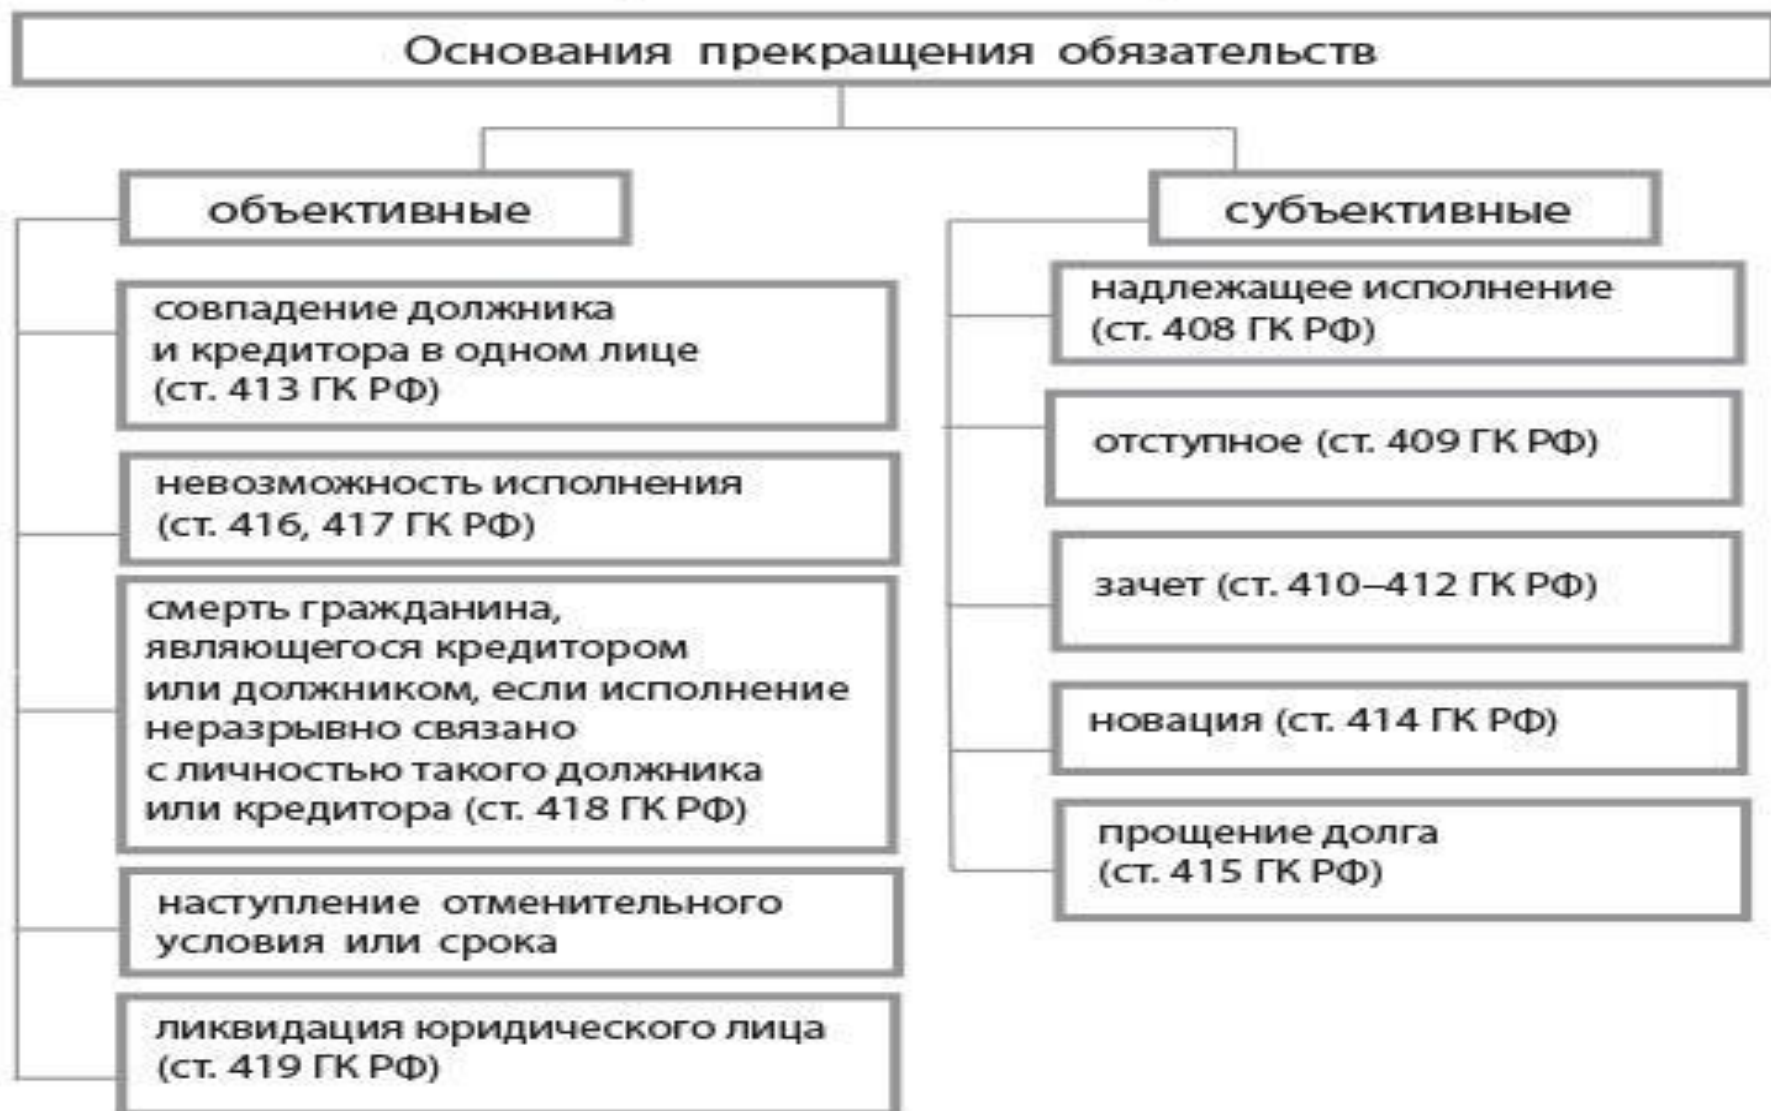 Основания прекращения обязательств
объективные
совпадение должника
и кредитора в одном лице
(ст. 413 ГК РФ)
невозможность исполнения
(ст. 416, 417 ГК РФ)
смерть гражданина,
являющегося кредитором
или должником, если исполнение
неразрывно связано
с личностью такого должника
или кредитора (ст. 418 ГК РФ)
наступление отменительного
условия или срока
ликвидация юридического лица
(ст. 419 ГК РФ)
субъективные
надлежащее исполнение
(ст. 408 ГК РФ)
отступное (ст. 409 ГК РФ)
зачет (ст. 410–412 ГК РФ)
новация (ст. 414 ГК РФ)
прощение долга
(ст. 415 ГК РФ)